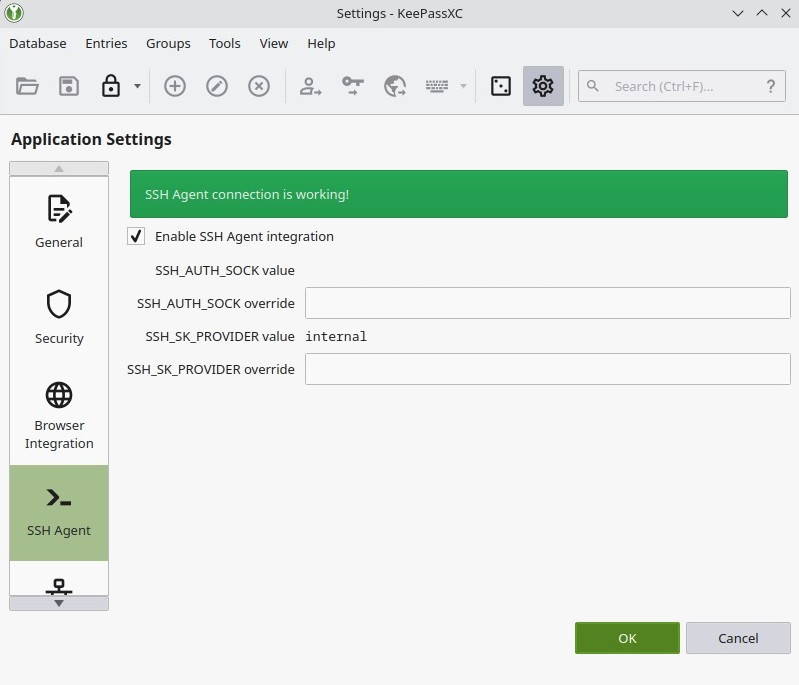 Settings - KeePassXC
Database Entries Groups Tools View Help
Search (Ctrl+F)... ?
Application Settings
General
Security
Browser
Integration
SSH Agent
SSH Agent connection is working!
Enable SSH Agent integration
SSH_AUTH_SOCK value
SSH_AUTH_SOCK override
SSH_SK_PROVIDER value internal
SSH_SK_PROVIDER override
OK Cancel